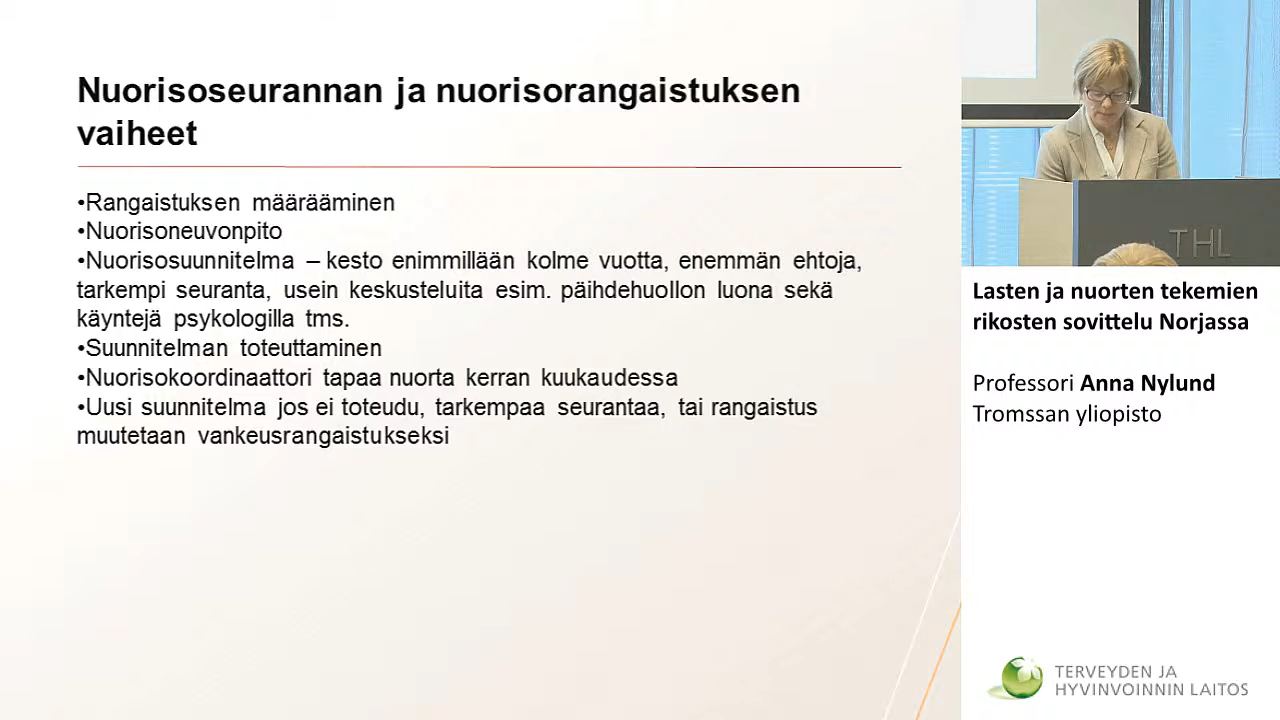 Nuorisoseurannan ja nuorisorangaistuksen
vaiheet
•Rangaistuksen määrääminen
•Nuorisoneuvonpito
•Nuorisosuunnitelma – kesto enimmillään kolme vuotta, enemmän ehtoja,
tarkempi seuranta, usein keskusteluita esim. päihdehuollon luona sekä
käyntejä psykologilla tms.
•Suunnitelman toteuttaminen
•Nuorisokoordinaattori tapaa nuorta kerran kuukaudessa
•Uusi suunnitelma jos ei toteudu, tarkempaa seurantaa, tai rangaistus
muutetaan vankeusrangaistukseksi
THL
Lasten ja nuorten tekemien
rikosten sovittelu Norjassa
Professori Anna Nylund
Tromssan yliopisto
TERVEYDEN JA
HYVINVOINNIN LAITOS